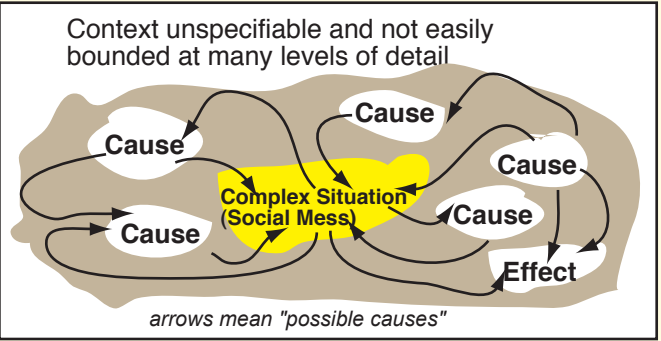 Context unspecifiable and not easily
bounded at many levels of detail
Cause
Cause
Cause
Complex Situation
(Social Mess)
Cause
Cause
Effect
arrows mean "possible causes"